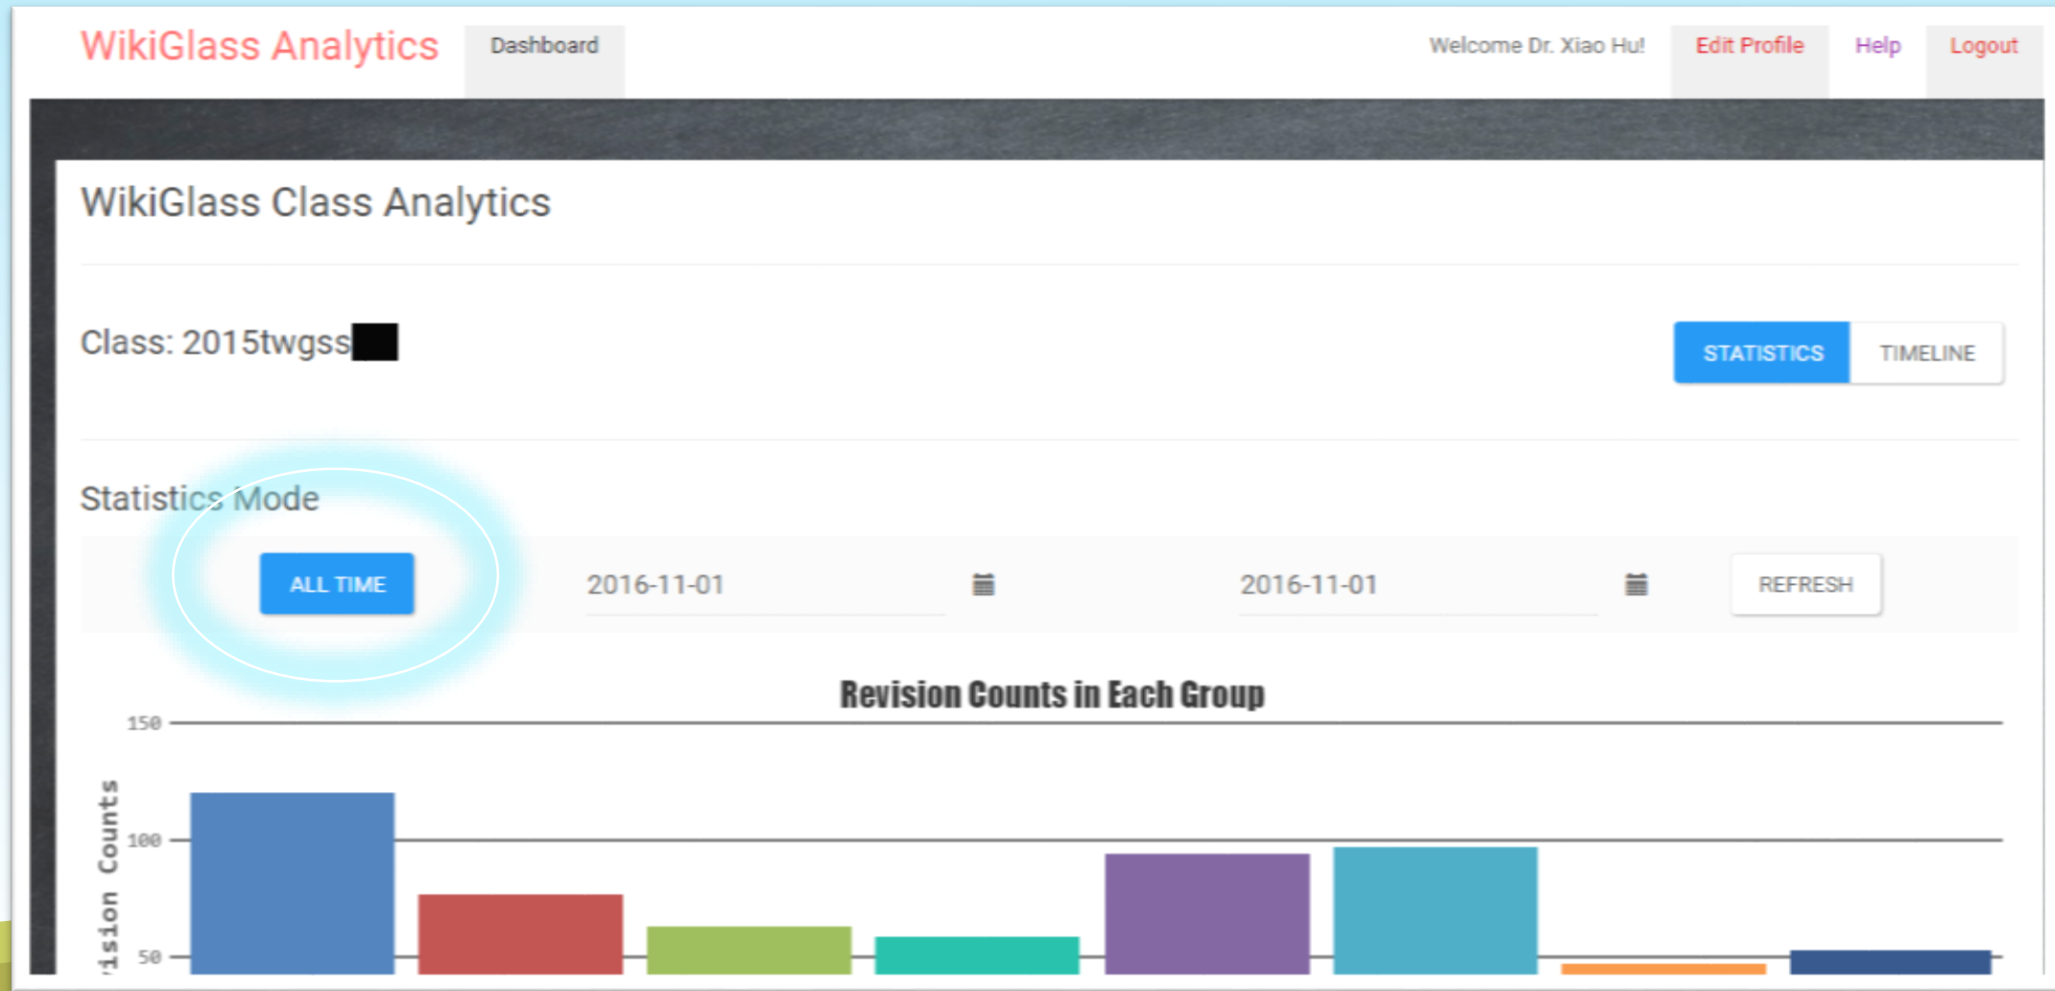 WikiGlass Analytics Dashboard Welcome Dr. Xiao Hu! Edit Profile Help Logout
WikiGlass Class Analytics
Class: 2015twgss
STATISTICS TIMELINE
Statistics Mode
ALL TIME 2016-11-01 2016-11-01 REFRESH
Revision Counts in Each Group
150
100
50
vision Counts